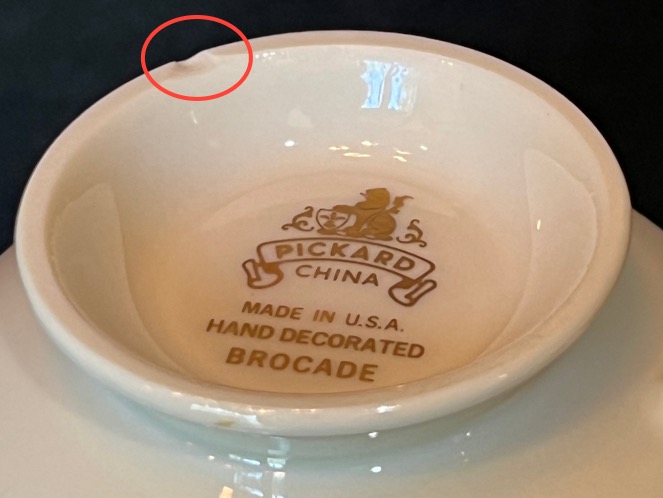 PICKARD
CHINA
MADE IN U.S.A.
HAND DECORATED
BROCADE